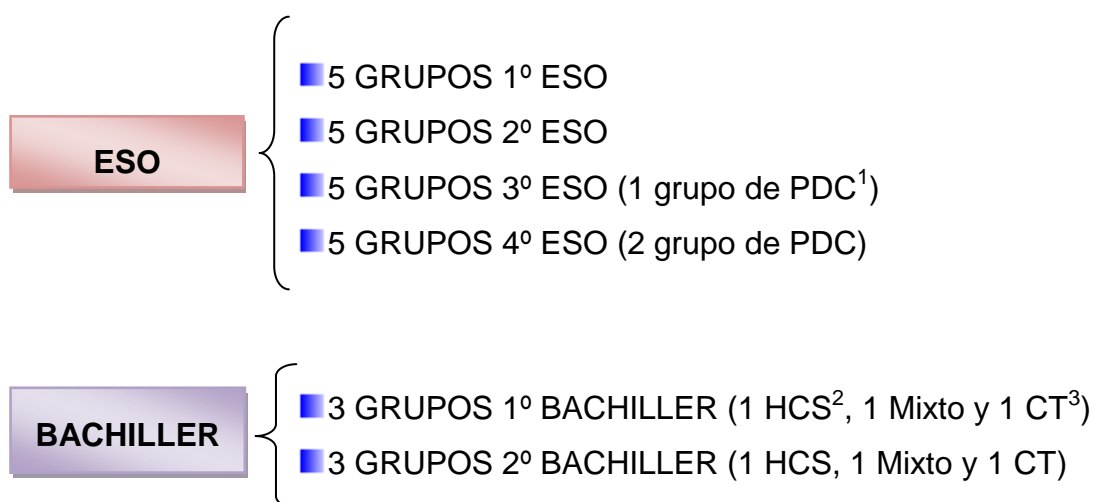 5 GRUPOS 1º ESO
5 GRUPOS 2º ESO
ESO
5 GRUPOS 3º ESO (1 grupo de PDC¹)
5 GRUPOS 4º ESO (2 grupo de PDC)
3 GRUPOS 1º BACHILLER (1 HCS², 1 Mixto y 1 CT³)
BACHILLER
3 GRUPOS 2º BACHILLER (1 HCS, 1 Mixto y 1 CT)